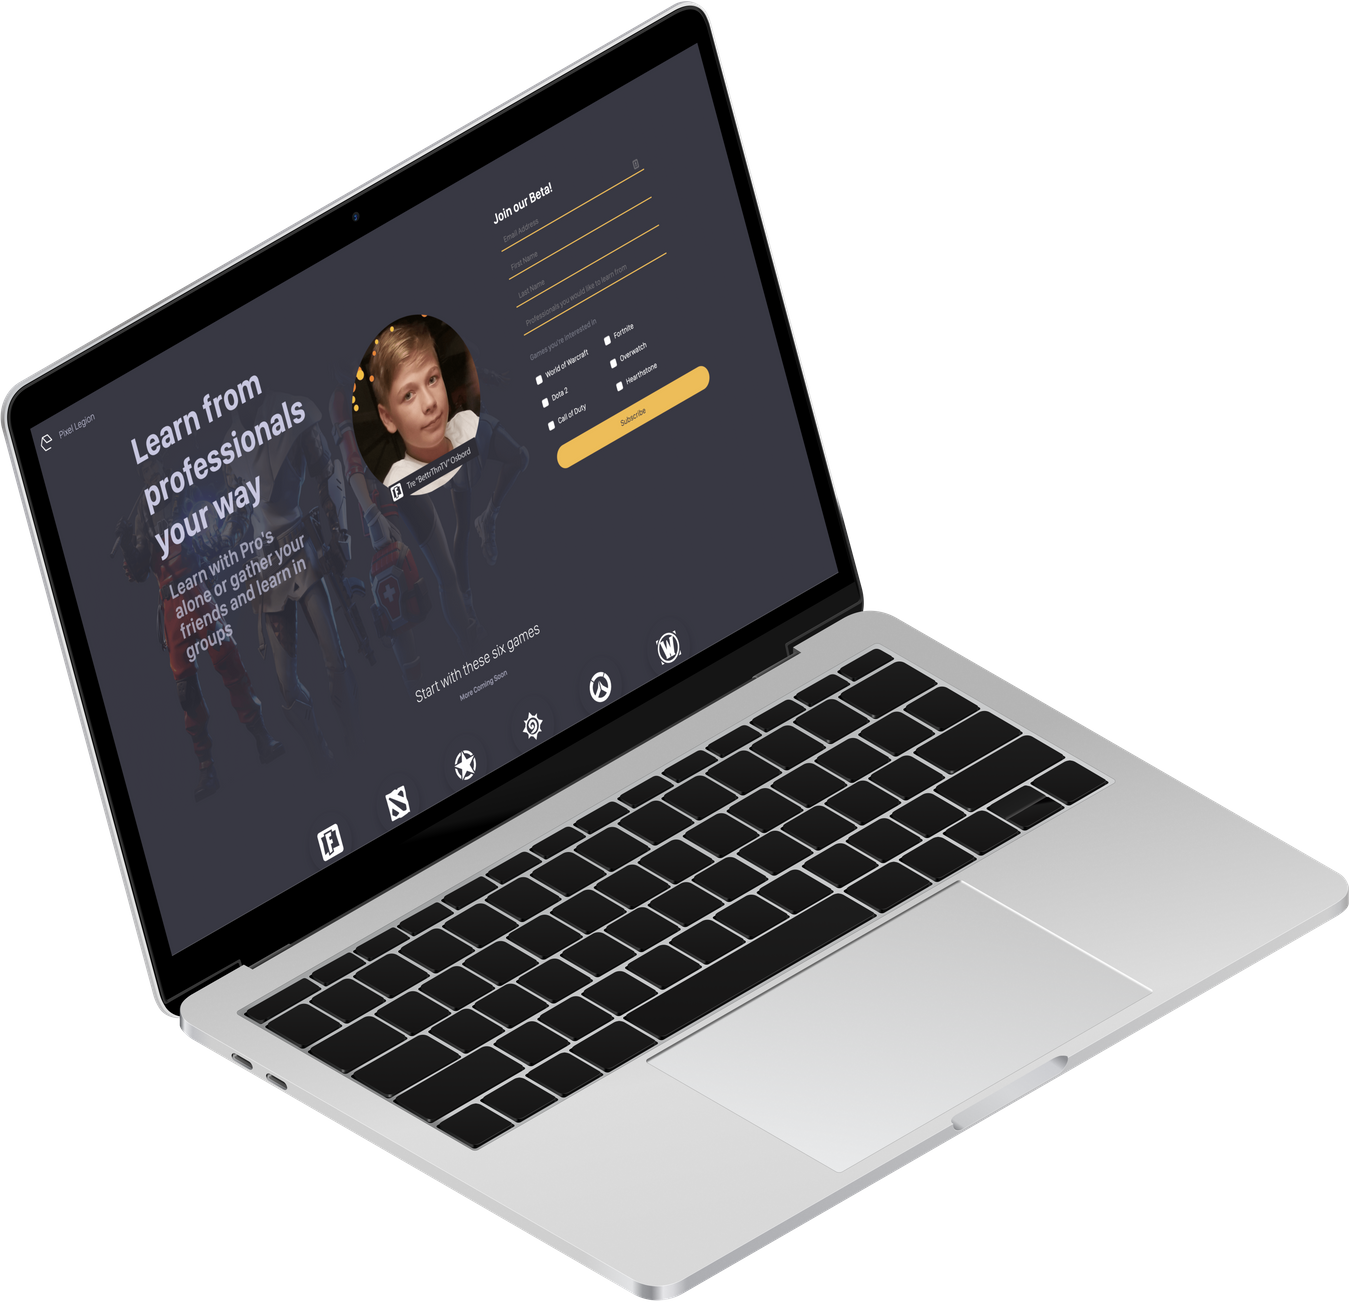 Pixel Legion
Learn from
professionals
your way
Learn with Pro's
alone or gather your
friends and learn in
groups
Tre "BettrThnTV" Osbord
Join our Beta!
Email Address
First Name
Last Name
Professionals you would like to learn from
Games you're interested in
World of Warcraft
Fortnite
Dota 2
Overwatch
Call of Duty
Hearthstone
Subscribe
Start with these six games
More Coming Soon